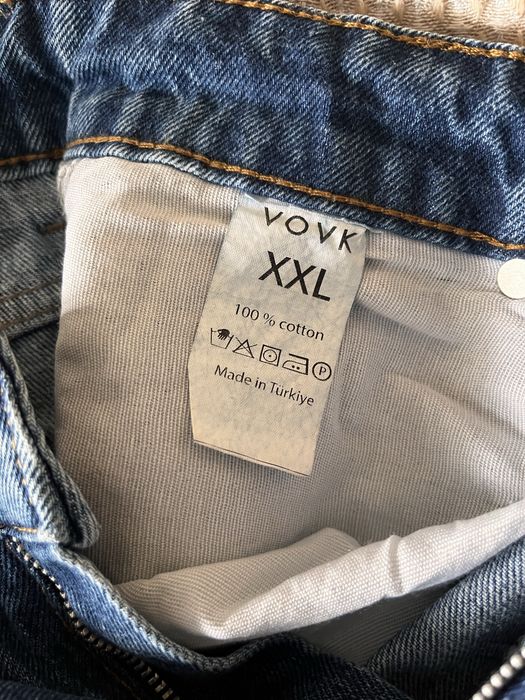 VOVK
XXL
100 % cotton
P
Made in Türkiye